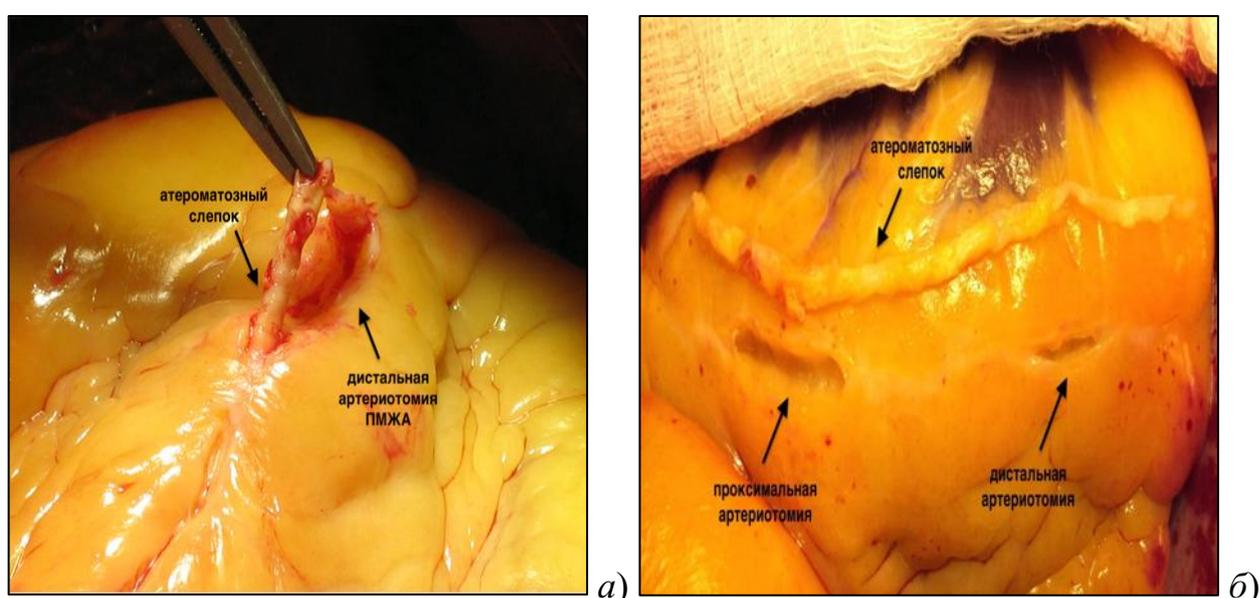 атероматозный
слепок
дистальная
артериотомия
ПМЖА
а)
атероматозный
слепок
проксимальная
артериотомия
дистальная
артериотомия
б)